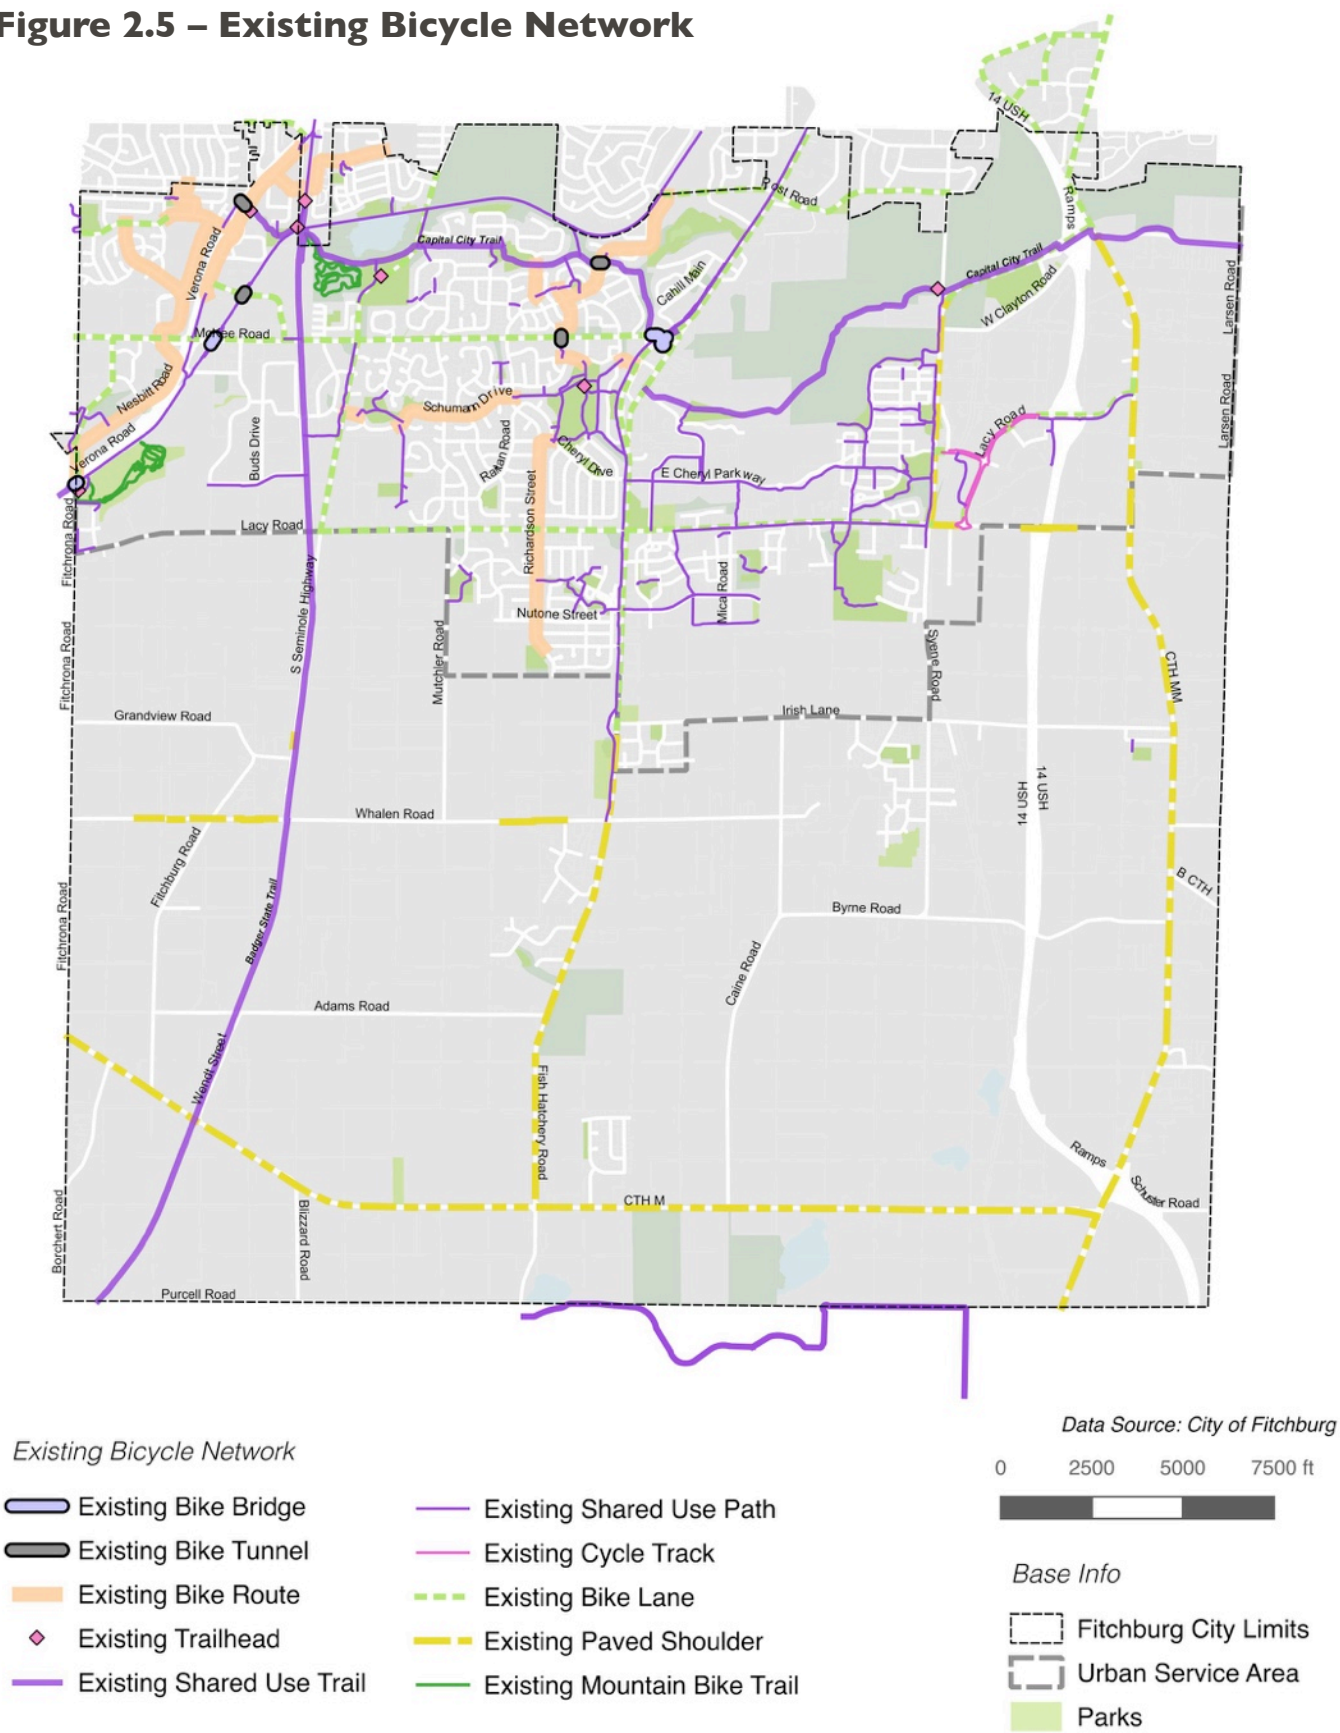 Figure 2.5 – Existing Bicycle Network
14 USH
Ramps
Post Road
Capital City Trail
Verona Road
Cahill Main
Capital City Trail
W Clayton Road
Larsen Road
McKee Road
Nesbitt Road
Schumann Drive
Larsen Road
Verona Road
Buds Drive
Rattan Road
Cheryl Dive
Lacy Road
E Cheryl Parkway
Richardson Street
Fitchrona Road
Lacy Road
S Seminole Highway
Nutone Street
Mica Road
Fitchrona Road
Mutchler Road
Syene Road
CTH MM
Grandview Road
Irish Lane
14 USH
14 USH
Whalen Road
Fitchburg Road
B CTH
Fitchrona Road
Badger State Trail
Byrne Road
Caine Road
Adams Road
Wendt Street
Fish Hatchery Road
Ramps
Schuster Road
Borchert Road
Blizzard Road
CTH M
Purcell Road
Data Source: City of Fitchburg
Existing Bicycle Network
0 2500 5000 7500 ft
Existing Bike Bridge
Existing Bike Tunnel
Existing Bike Route
Existing Trailhead
Existing Shared Use Trail
Existing Shared Use Path
Existing Cycle Track
Existing Bike Lane
Existing Paved Shoulder
Existing Mountain Bike Trail
Base Info
Fitchburg City Limits
Urban Service Area
Parks